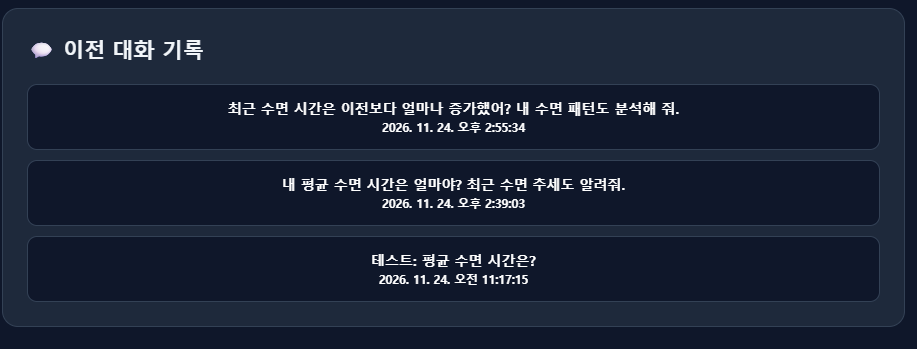 이전 대화 기록
최근 수면 시간은 이전보다 얼마나 증가했어? 내 수면 패턴도 분석해 줘.
2026. 11. 24. 오후 2:55:34
내 평균 수면 시간은 얼마야? 최근 수면 추세도 알려줘.
2026. 11. 24. 오후 2:39:03
테스트: 평균 수면 시간은?
2026. 11. 24. 오전 11:17:15